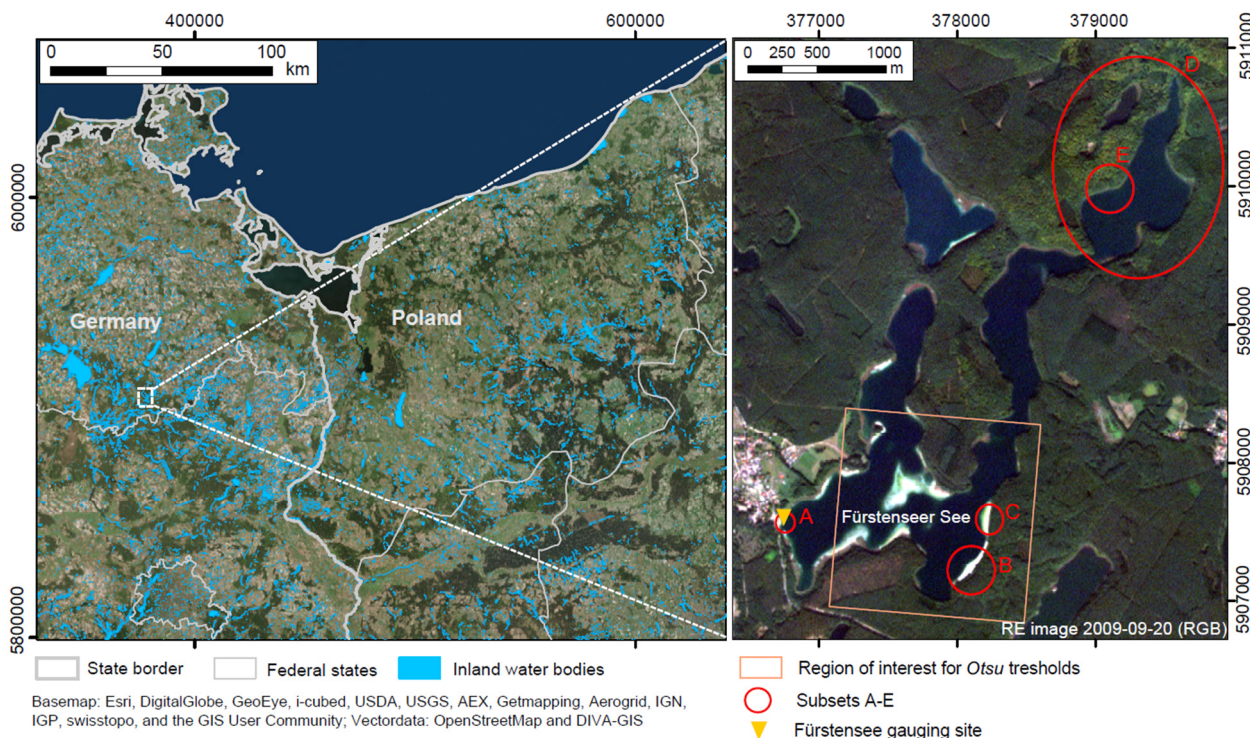 400000
600000
377000
378000
379000
0 50 100
km
0 250 500 1000
m
5911000
D
E
5910000
600000
Germany
Poland
599000
5908000
A
Fürstenseer See
C
B
5907000
5800000
RE image 2009-09-20 (RGB)
State border
Federal states
Inland water bodies
Basemap: Esri, DigitalGlobe, GeoEye, i-cubed, USDA, USGS, AEX, Getmapping, Aerogrid, IGN,
IGP, swisstopo, and the GIS User Community; Vectordata: OpenStreetMap and DIVA-GIS
Region of interest for Otsu tresholds
Subsets A-E
Fürstensee gauging site